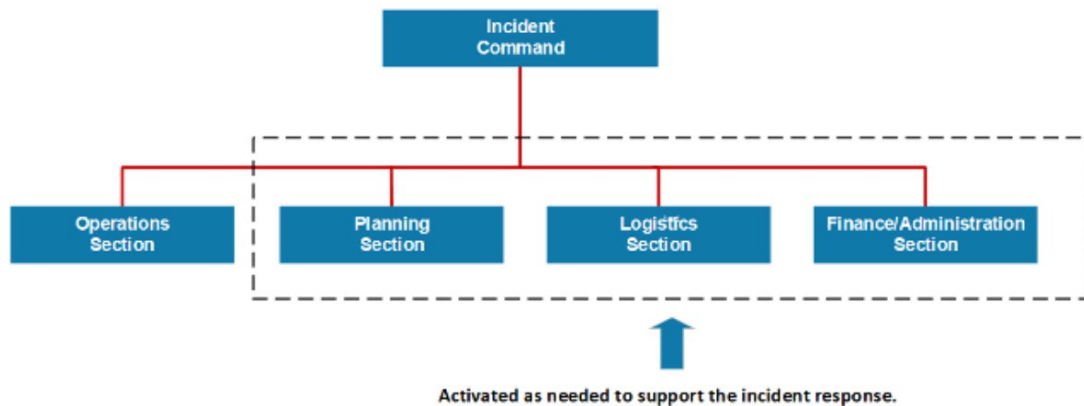 Incident
Command
Operations
Section
Planning
Section
Logistics
Section
Finance/Administration
Section
Activated as needed to support the incident response.